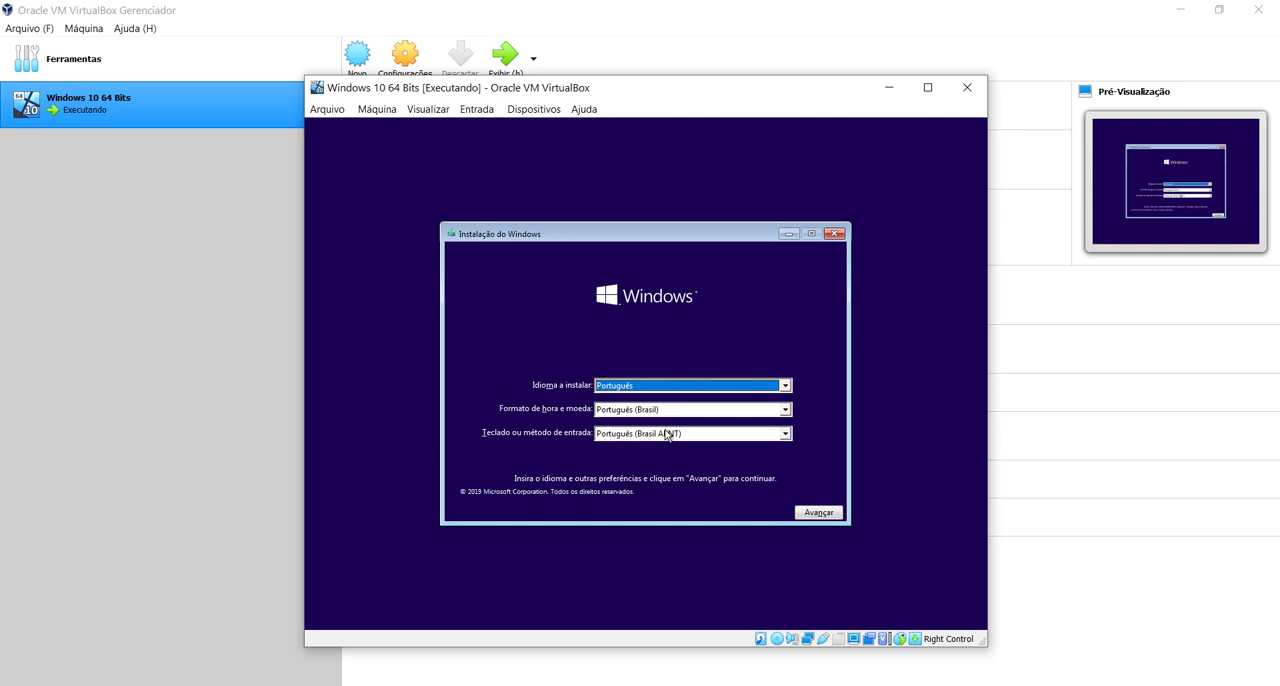 Oracle VM VirtualBox Gerenciador
Arquivo (F) Máquina Ajuda (H)
Ferramentas
Novo Configurações Descartar Exibir (h)
Windows 10 64 Bits
Executando
Windows 10 64 Bits [Executando] - Oracle VM VirtualBox
Arquivo Máquina Visualizar Entrada Dispositivos Ajuda
Pré-Visualização
Instalação do Windows
Windows
Idioma a instalar: Português
Formato de hora e moeda: Português (Brasil)
Teclado ou método de entrada: Português (Brasil ABNT)
Insira o idioma e outras preferências e clique em "Avançar" para continuar.
© 2019 Microsoft Corporation. Todos os direitos reservados.
Avançar
Right Control